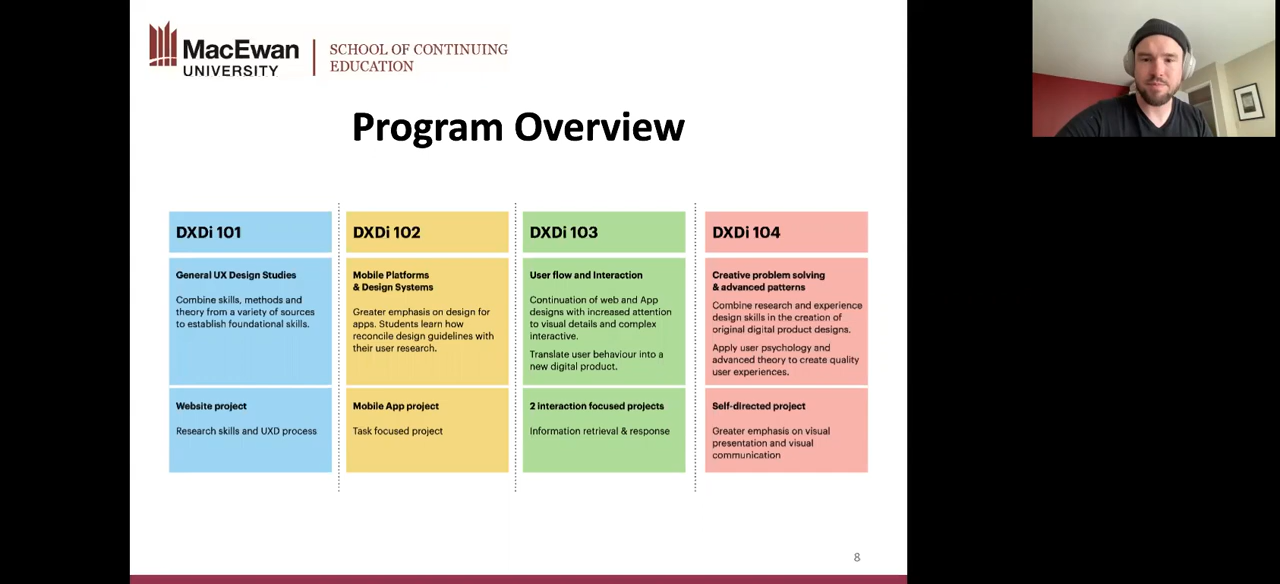 MacEwan
UNIVERSITY
SCHOOL OF CONTINUING
EDUCATION
Program Overview
DXDi 101
General UX Design Studies
Combine skills, methods and
theory from a variety of sources
to establish foundational skills.
Website project
Research skills and UXD process
DXDi 102
Mobile Platforms
& Design Systems
Greater emphasis on design for
apps. Students learn how
reconcile design guidelines with
their user research.
Mobile App project
Task focused project
DXDi 103
User flow and Interaction
Continuation of web and App
designs with increased attention
to visual details and complex
interactive.
Translate user behaviour into a
new digital product.
2 interaction focused projects
Information retrieval & response
DXDi 104
Creative problem solving
& advanced patterns
Combine research and experience
design skills in the creation of
original digital product designs.
Apply user psychology and
advanced theory to create quality
user experiences.
Self-directed project
Greater emphasis on visual
presentation and visual
communication
8